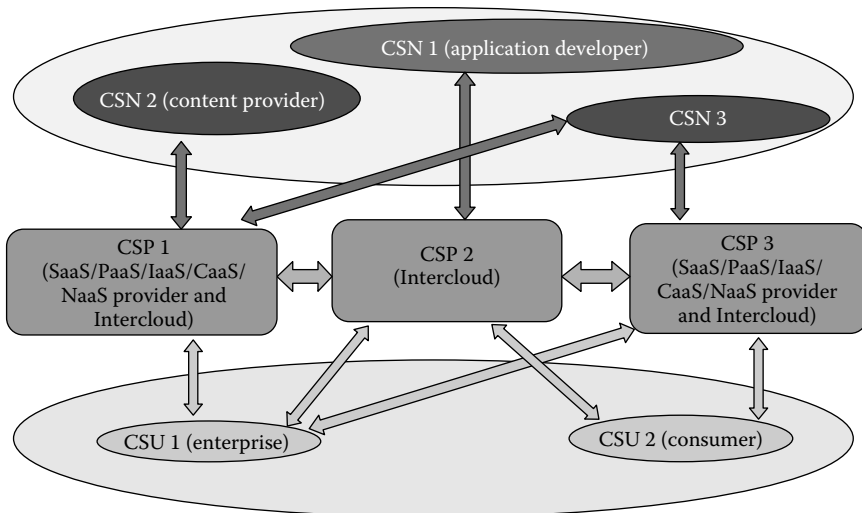 CSN 1 (application developer)
CSN 2 (content provider)
CSN 3
CSP 1
(SaaS/PaaS/IaaS/CaaS/
NaaS provider and
Intercloud)
CSP 2
(Intercloud)
CSP 3
(SaaS/PaaS/IaaS/
CaaS/NaaS provider
and Intercloud)
CSU 1 (enterprise)
CSU 2 (consumer)